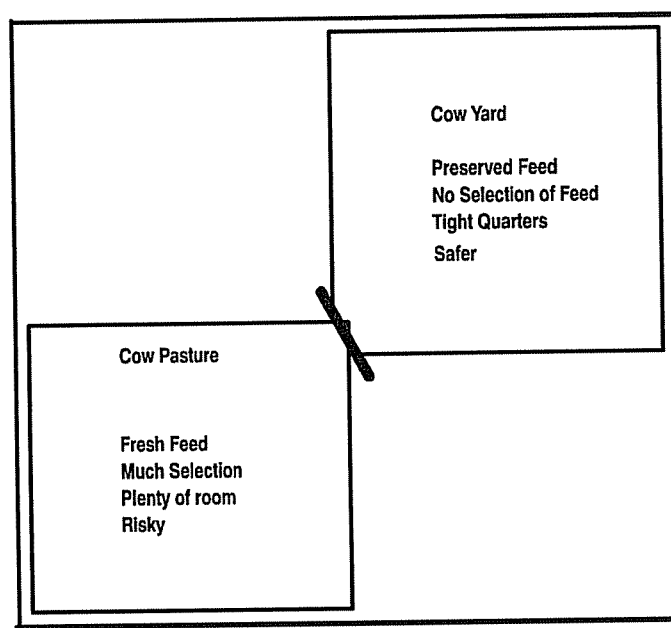 Cow Yard
Preserved Feed
No Selection of Feed
Tight Quarters
Safer
Cow Pasture
Fresh Feed
Much Selection
Plenty of room
Risky